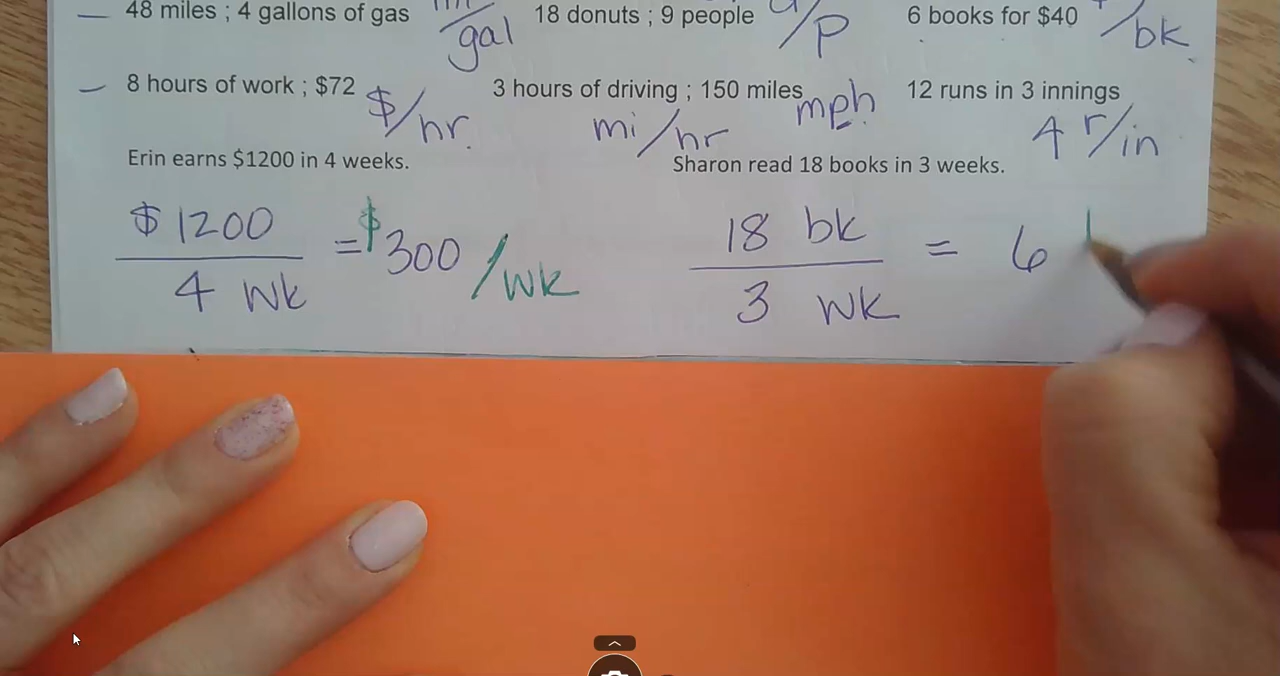 48 miles ; 4 gallons of gas
gal
18 donuts ; 9 people
/p
6 books for $40
/bk
8 hours of work ; $72
$/hr.
3 hours of driving ; 150 miles
mi/hr
mph
12 runs in 3 innings
4 r/in
Erin earns $1200 in 4 weeks.
Sharon read 18 books in 3 weeks.
$1200
4 wk
= $300 /wk
18 bk
3 wk
= 6